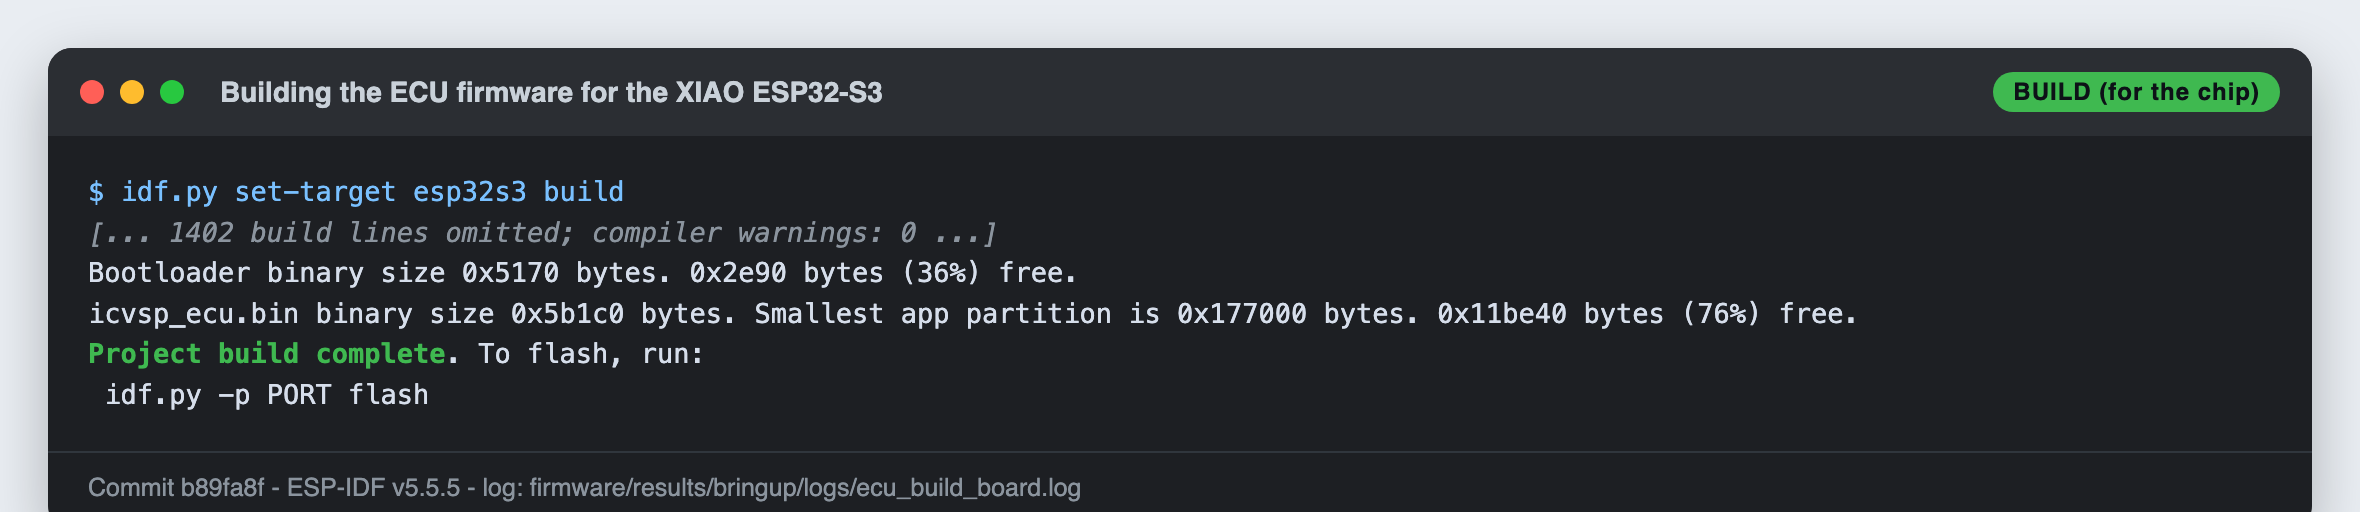 Building the ECU firmware for the XIAO ESP32-S3
BUILD (for the chip)
$ idf.py set-target esp32s3 build
[... 1402 build lines omitted; compiler warnings: 0 ...]
Bootloader binary size 0x5170 bytes. 0x2e90 bytes (36%) free.
icvsp_ecu.bin binary size 0x5b1c0 bytes. Smallest app partition is 0x177000 bytes. 0x11be40 bytes (76%) free.
Project build complete. To flash, run:
 idf.py -p PORT flash
Commit b89fa8f - ESP-IDF v5.5.5 - log: firmware/results/bringup/logs/ecu_build_board.log